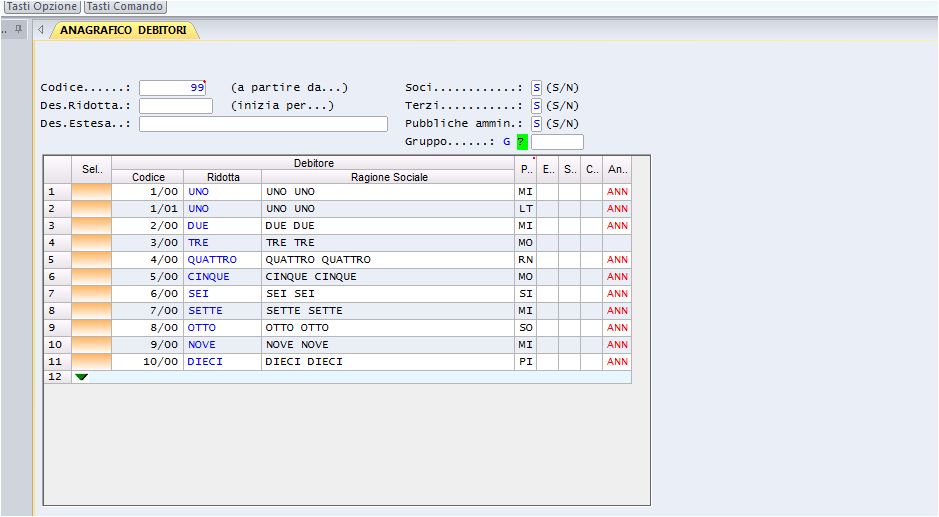 Tasti Opzione Tasti Comando
..
ANAGRAFICO DEBITORI
Codice......: 99 (a partire da...) Soci............: S (S/N)
Des.Ridotta.: (inizia per...) Terzi...........: S (S/N)
Des.Estesa..: Pubbliche ammin.: S (S/N)
Gruppo......: G ?
Sel.. Debitore P.. E.. S.. C.. An..
Codice Ridotta Ragione Sociale
1 1/00 UNO UNO UNO MI ANN
2 1/01 UNO UNO UNO LT ANN
3 2/00 DUE DUE DUE MI ANN
4 3/00 TRE TRE TRE MO
5 4/00 QUATTRO QUATTRO QUATTRO RN ANN
6 5/00 CINQUE CINQUE CINQUE MO ANN
7 6/00 SEI SEI SEI SI ANN
8 7/00 SETTE SETTE SETTE MI ANN
9 8/00 OTTO OTTO OTTO SO ANN
10 9/00 NOVE NOVE NOVE MI ANN
11 10/00 DIECI DIECI DIECI PI ANN
12